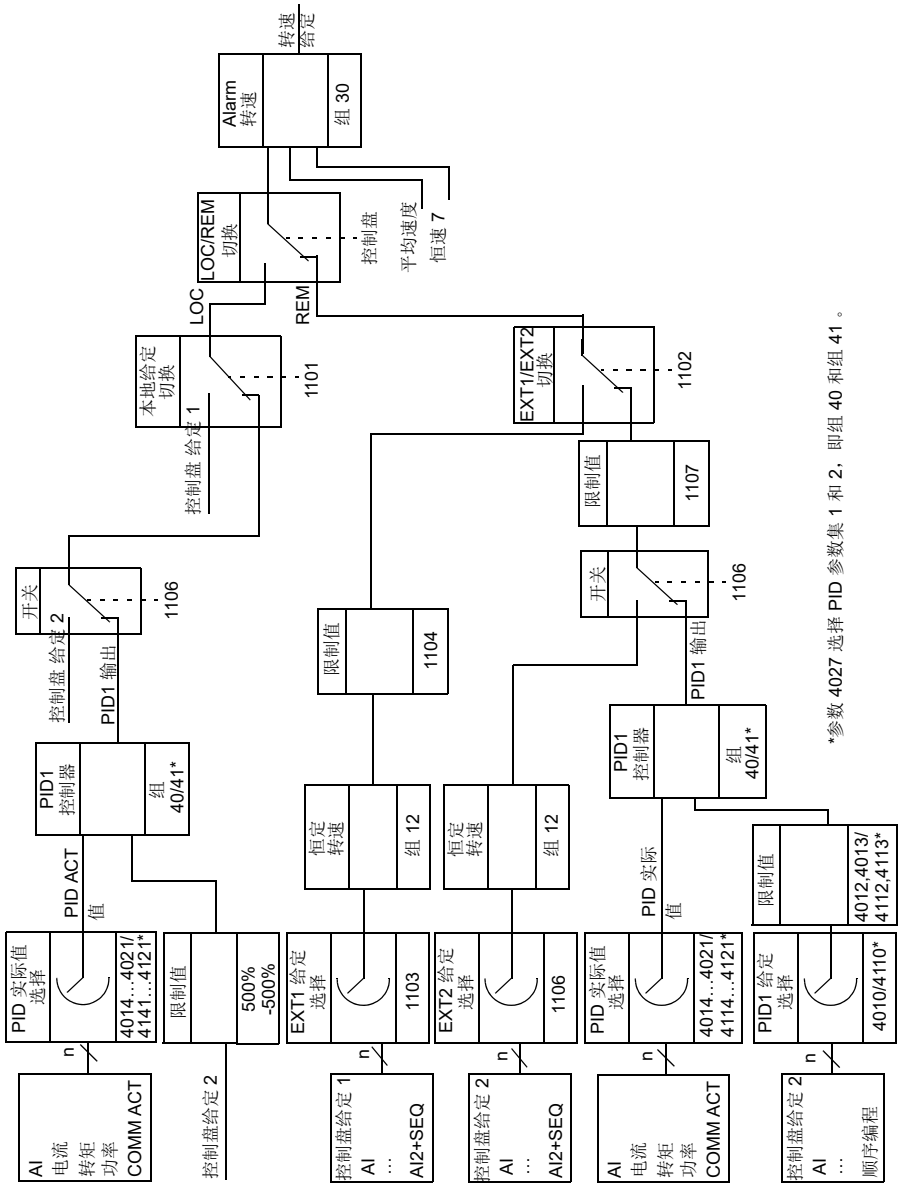 AI
电流
转矩
功率
COMM ACT
n
PID 实际值
选择
4014…4021/
4141…4121*
PID ACT
值
控制盘给定 2
限制值
500%
-500%
PID1
控制器
组
40/41*
控制盘 给定 2
PID1 输出
开关
1106
控制盘 给定 1
本地给定
切换
1101
LOC
REM
LOC/REM
切换
控制盘
平均速度
恒速 7
Alarm
转速
组 30
转速
给定
控制盘给定 1
AI
…
AI2+SEQ
n
EXT1 给定
选择
1103
恒定
转速
组 12
限制值
1104
EXT1/EXT2
切换
1102
控制盘给定 2
AI
…
AI2+SEQ
n
EXT2 给定
选择
1106
恒定
转速
组 12
开关
1106
限制值
1107
AI
电流
转矩
功率
COMM ACT
n
PID 实际值
选择
4014…4021/
4114…4121*
PID 实际
值
PID1
控制器
组
40/41*
PID1 输出
控制盘给定 2
AI
…
顺序编程
n
PID1 给定
选择
4010/4110*
限制值
4012,4013/
4112,4113*
*参数 4027 选择 PID 参数集 1 和 2，即组 40 和组 41 。